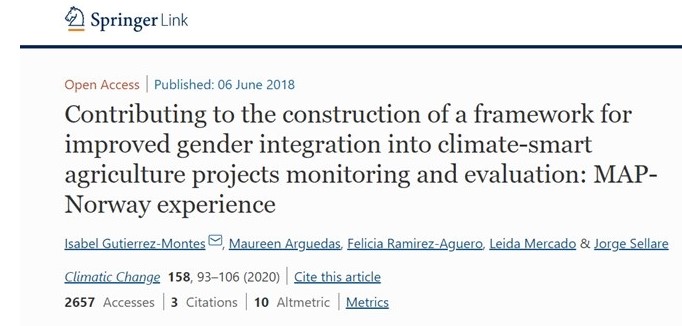 Springer Link
Open Access | Published: 06 June 2018
Contributing to the construction of a framework for
improved gender integration into climate-smart
agriculture projects monitoring and evaluation: MAP-
Norway experience
Isabel Gutierrez-Montes, Maureen Arguedas, Felicia Ramirez-Aguero, Leida Mercado & Jorge Sellare
Climatic Change 158, 93–106 (2020) | Cite this article
2657 Accesses | 3 Citations | 10 Altmetric | Metrics